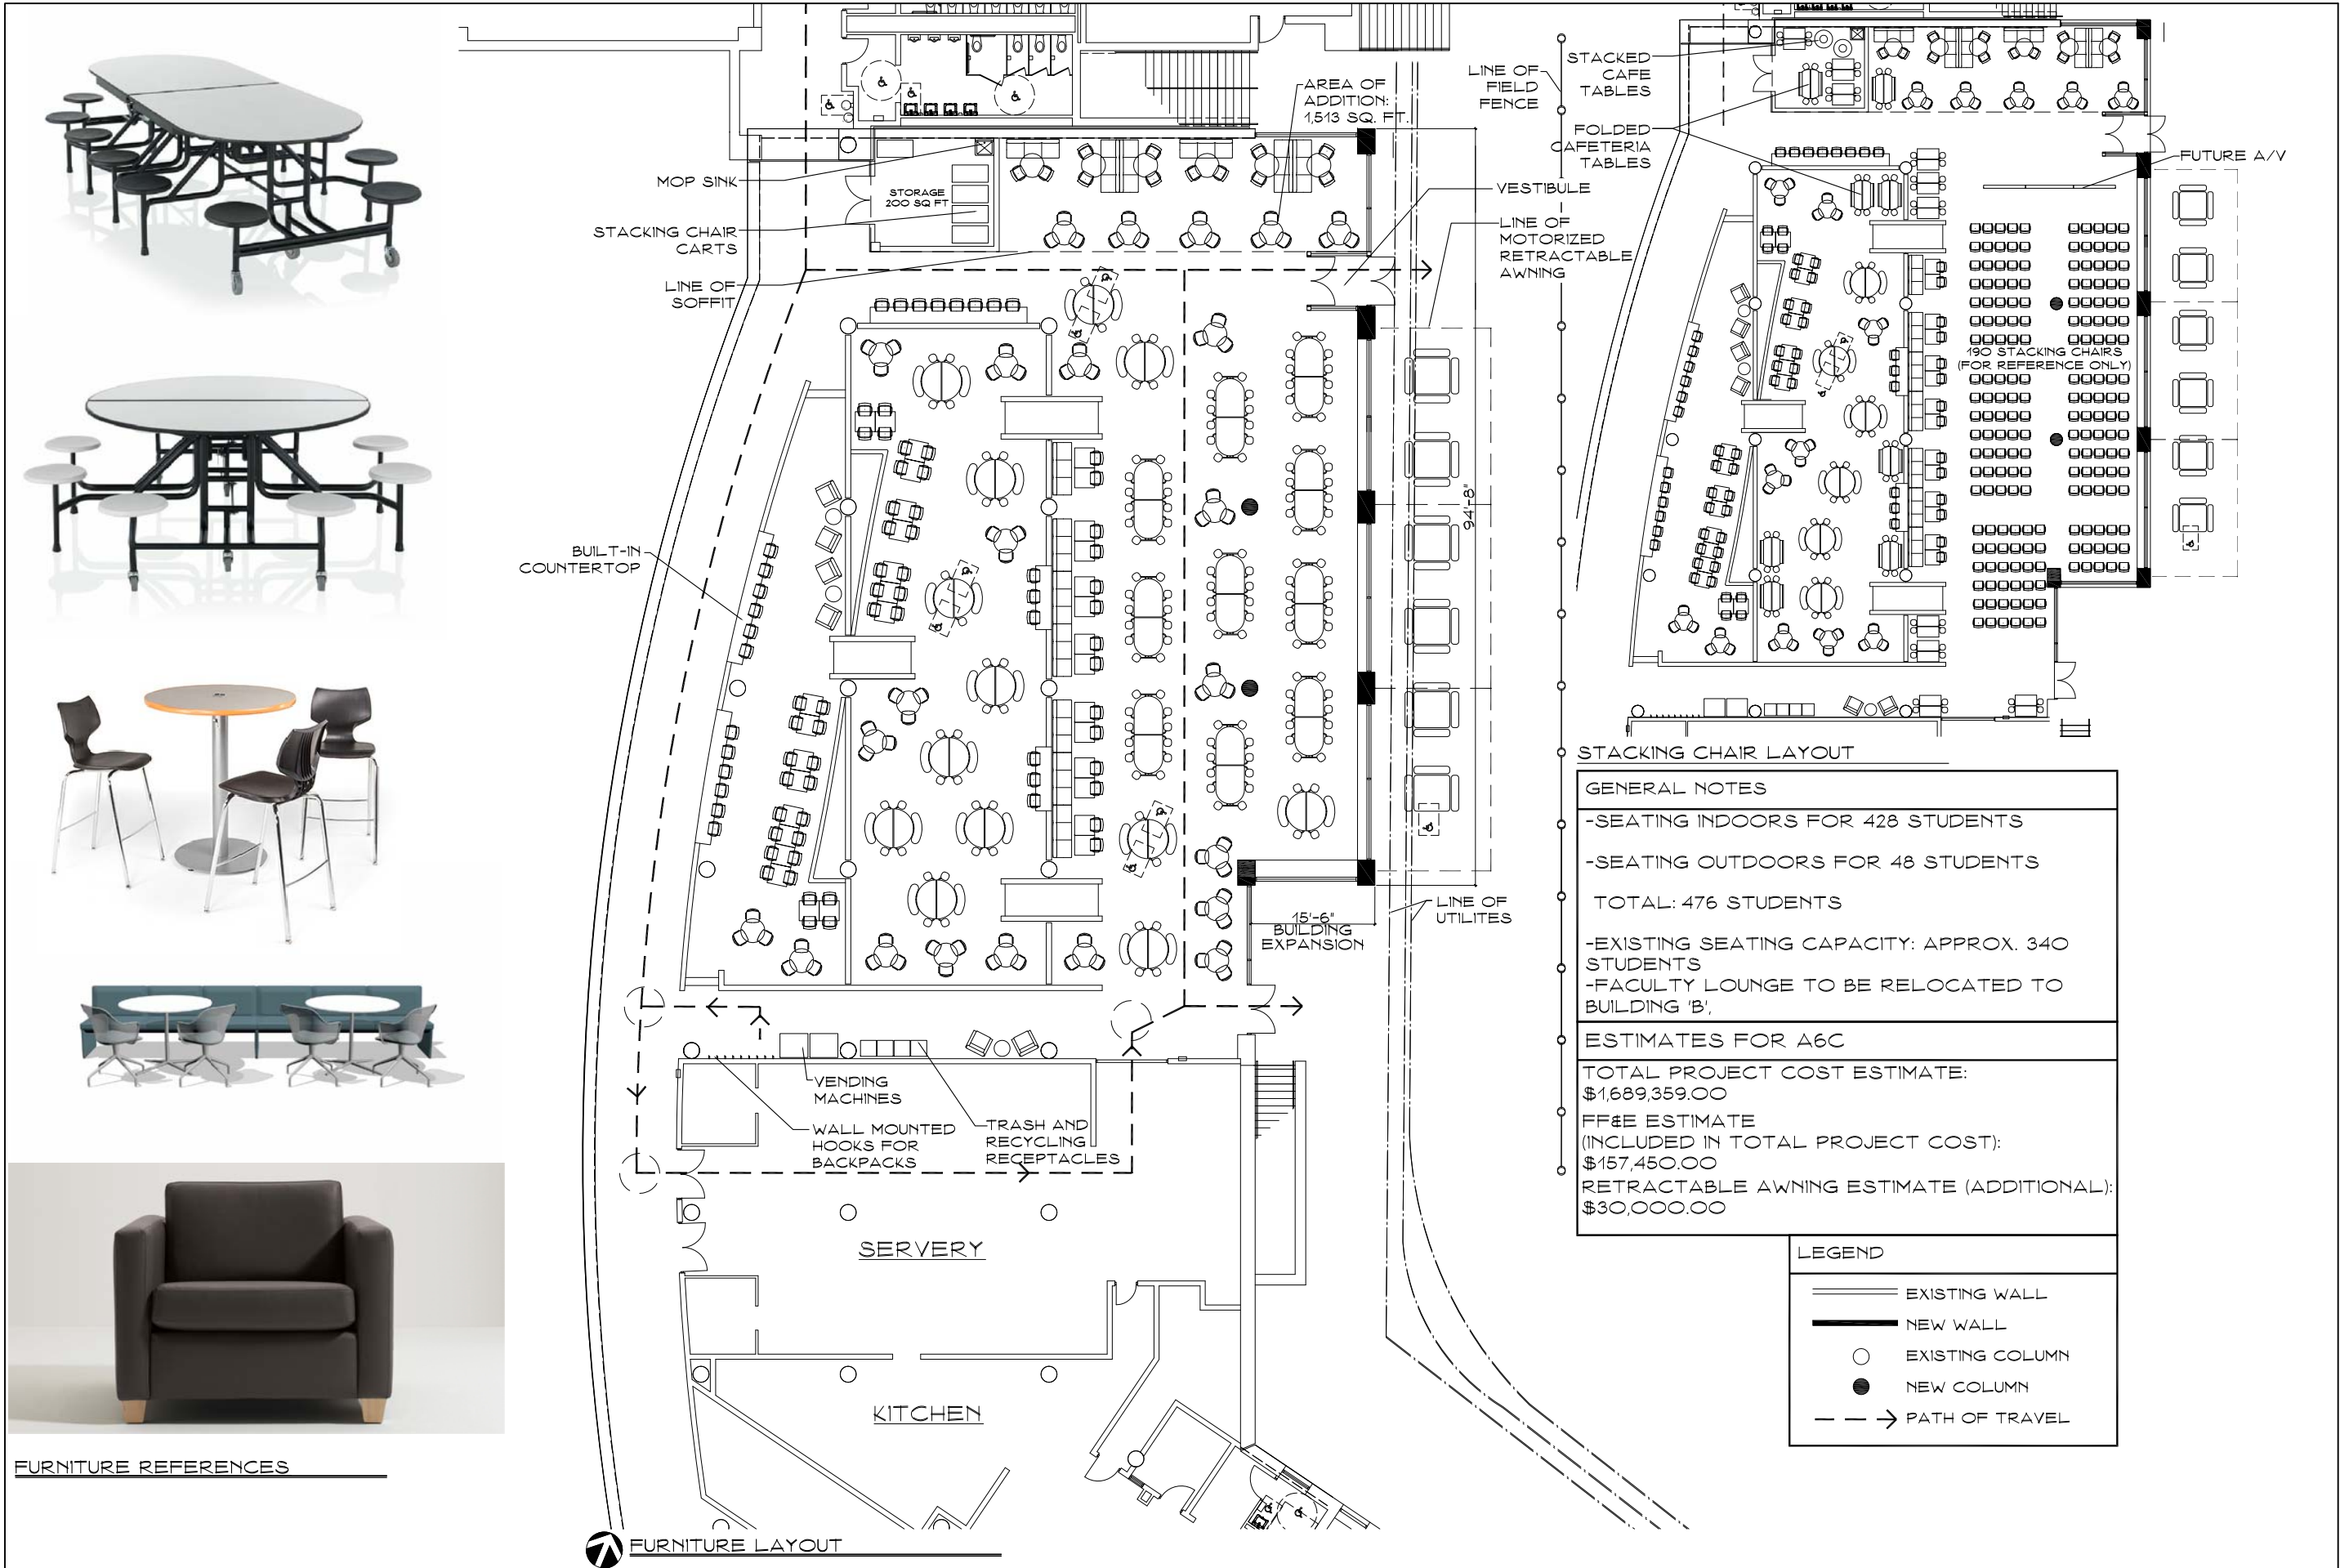 AREA OF
ADDITION:
1,513 SQ. FT.
MOP SINK
STORAGE
200 SQ FT
STACKING CHAIR
CARTS
LINE OF
SOFFIT
VESTIBULE
LINE OF
MOTORIZED
RETRACTABLE
AWNING
94'-8"
BUILT-IN
COUNTERTOP
15'-6"
BUILDING
EXPANSION
LINE OF
UTILITES
VENDING
MACHINES
WALL MOUNTED
HOOKS FOR
BACKPACKS
TRASH AND
RECYCLING
RECEPTACLES
SERVERY
KITCHEN
FURNITURE REFERENCES
FURNITURE LAYOUT
LINE OF
FIELD
FENCE
STACKED
CAFE
TABLES
FOLDED
CAFETERIA
TABLES
FUTURE A/V
190 STACKING CHAIRS
(FOR REFERENCE ONLY)
STACKING CHAIR LAYOUT
GENERAL NOTES
-SEATING INDOORS FOR 428 STUDENTS
-SEATING OUTDOORS FOR 48 STUDENTS
TOTAL: 476 STUDENTS
-EXISTING SEATING CAPACITY: APPROX. 340
STUDENTS
-FACULTY LOUNGE TO BE RELOCATED TO
BUILDING 'B',
ESTIMATES FOR A6C
TOTAL PROJECT COST ESTIMATE:
$1,689,359.00
FF&E ESTIMATE
(INCLUDED IN TOTAL PROJECT COST):
$157,450.00
RETRACTABLE AWNING ESTIMATE (ADDITIONAL):
$30,000.00
LEGEND
EXISTING WALL
NEW WALL
EXISTING COLUMN
NEW COLUMN
PATH OF TRAVEL